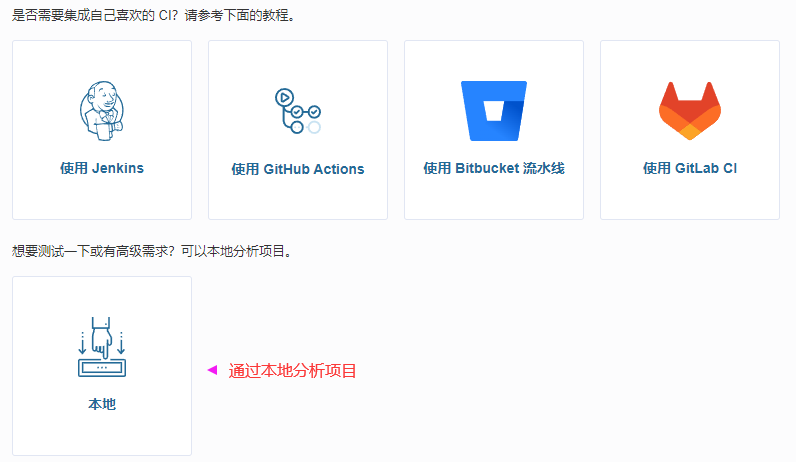 是否需要集成自己喜欢的 CI？请参考下面的教程。
使用 Jenkins
使用 GitHub Actions
使用 Bitbucket 流水线
使用 GitLab CI
想要测试一下或有高级需求？可以本地分析项目。
通过本地分析项目
本地